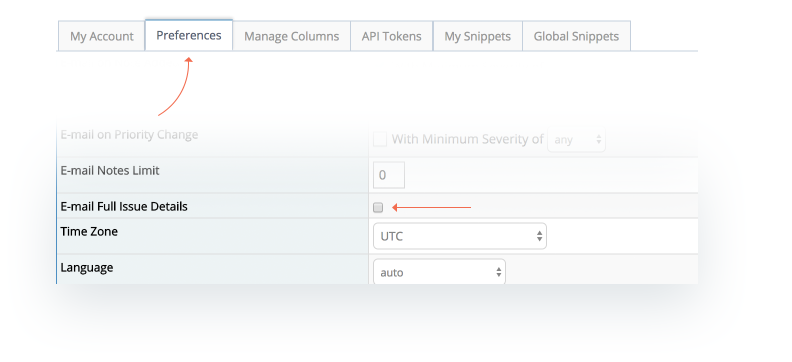 My Account Preferences Manage Columns API Tokens My Snippets Global Snippets
E-mail on Priority Change With Minimum Severity of any
E-mail Notes Limit 0
E-mail Full Issue Details
Time Zone UTC
Language auto